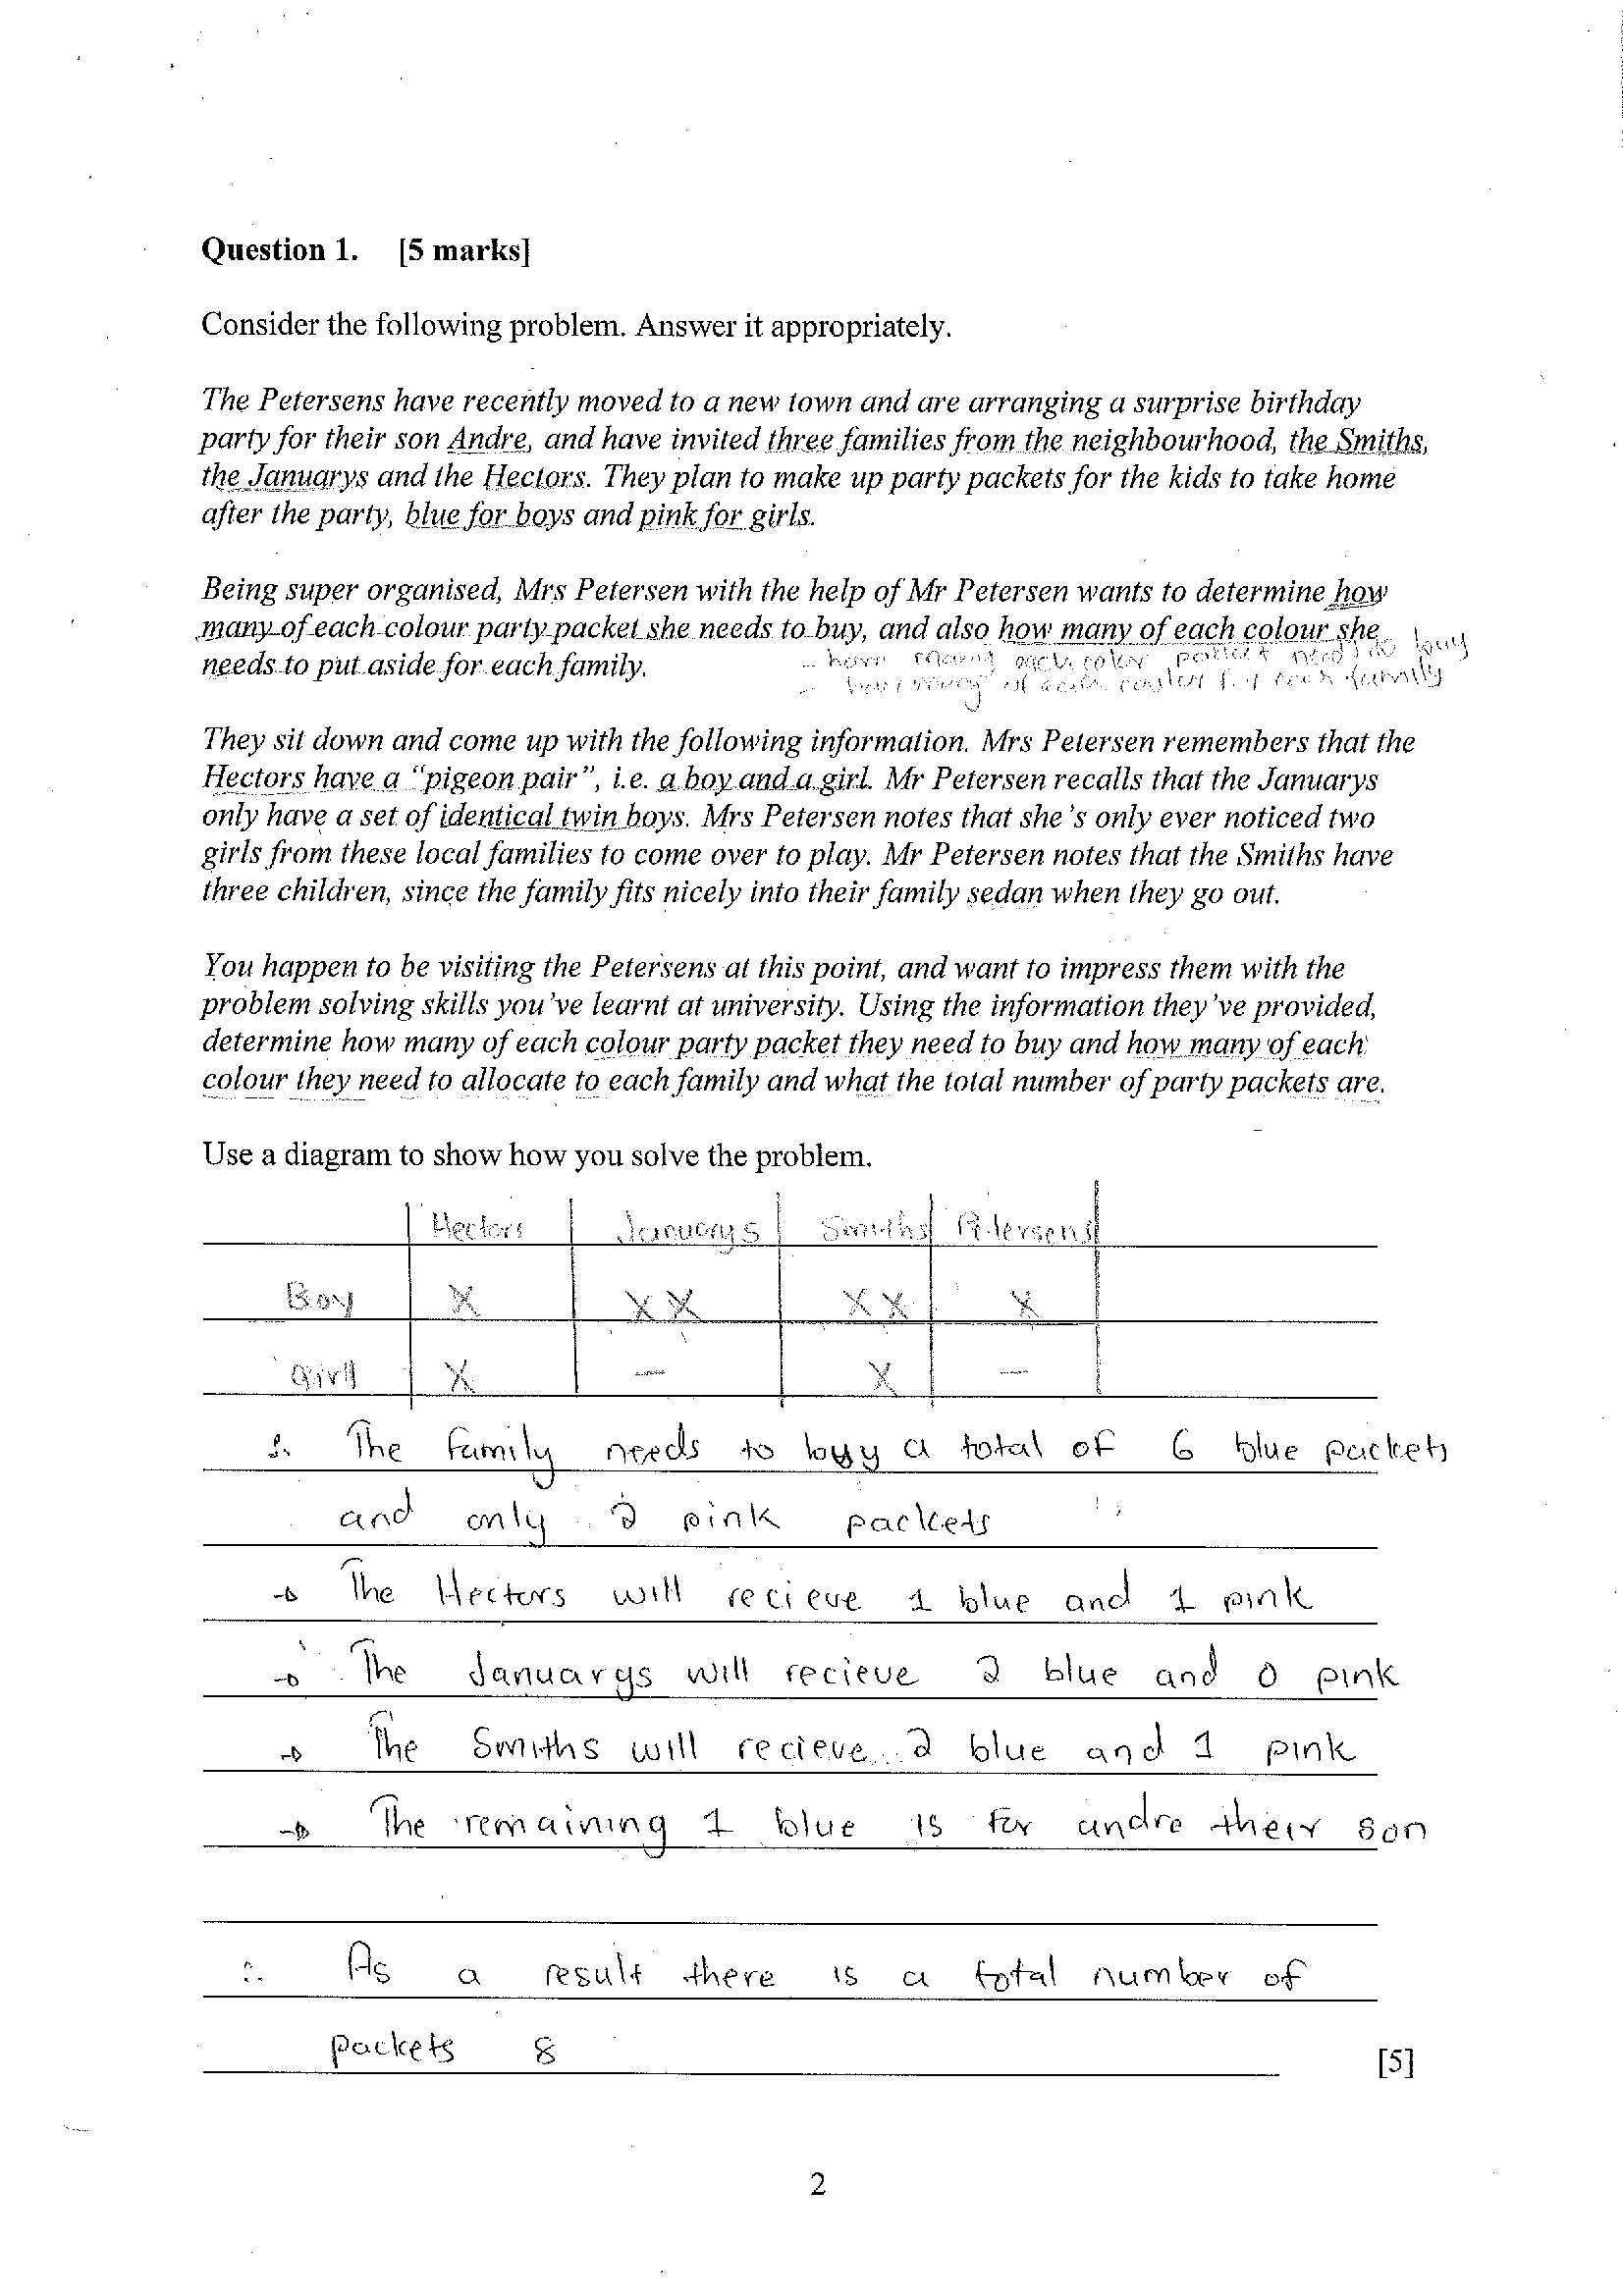 Question 1. [5 marks]
Consider the following problem. Answer it appropriately.
The Petersens have recently moved to a new town and are arranging a surprise birthday
party for their son Andre, and have invited three families from the neighbourhood, the Smiths,
the Januarys and the Hectors. They plan to make up party packets for the kids to take home
after the party, blue for boys and pink for girls.
Being super organised, Mrs Petersen with the help of Mr Petersen wants to determine how
many of each colour party packet she needs to buy, and also how many of each colour she
needs to put aside for each family.
how many each color packet need to buy
how many of each for each family
They sit down and come up with the following information. Mrs Petersen remembers that the
Hectors have a "pigeon pair", i.e. a boy and a girl. Mr Petersen recalls that the Januarys
only have a set of identical twin boys. Mrs Petersen notes that she's only ever noticed two
girls from these local families to come over to play. Mr Petersen notes that the Smiths have
three children, since the family fits nicely into their family sedan when they go out.
You happen to be visiting the Petersens at this point, and want to impress them with the
problem solving skills you've learnt at university. Using the information they've provided,
determine how many of each colour party packet they need to buy and how many of each
colour they need to allocate to each family and what the total number of party packets are.
Use a diagram to show how you solve the problem.
Hectors Januarys Smiths Petersens
Boy X XX XX X
Girl X — X —
∴ The family needs to buy a total of 6 blue packets
and only 2 pink packets
→ The Hectors will recieve 1 blue and 1 pink
→ The Januarys will recieve 2 blue and 0 pink
→ The Smiths will recieve 2 blue and 1 pink
→ The remaining 1 blue is for andre their son
∴ As a result there is a total number of
packets 8
[5]
2